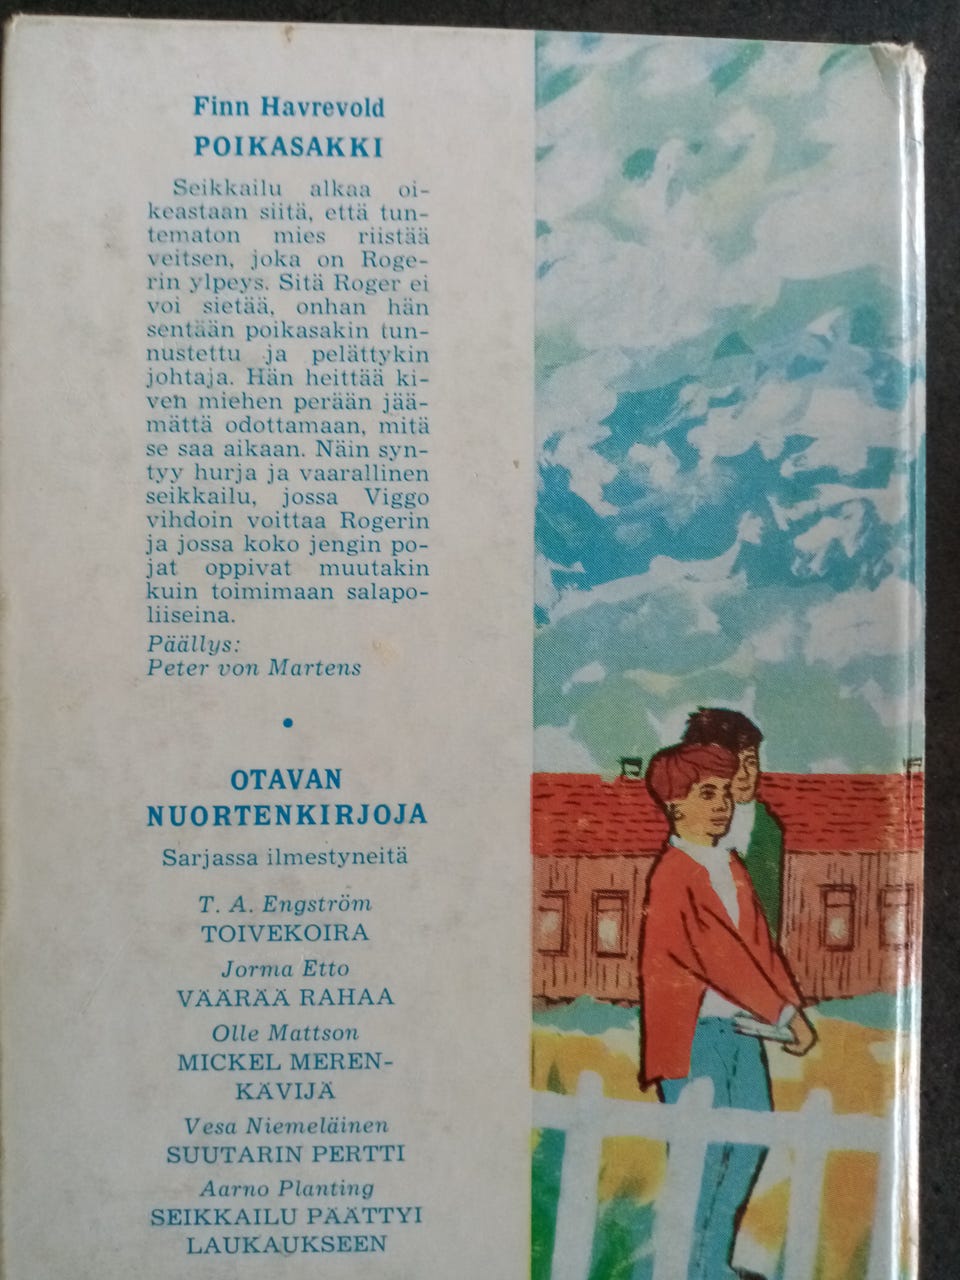 Finn Havrevold
POIKASAKKI
Seikkailu alkaa oi-
keastaan siitä, että tun-
tematon mies riistää
veitsen, joka on Roge-
rin ylpeys. Sitä Roger ei
voi sietää, onhan hän
sentään poikasakin tun-
nustettu ja pelättykin
johtaja. Hän heittää ki-
ven miehen perään jää-
mättä odottamaan, mitä
se saa aikaan. Näin syn-
tyy hurja ja vaarallinen
seikkailu, jossa Viggo
vihdoin voittaa Rogerin
ja jossa koko jengin po-
jat oppivat muutakin
kuin toimimaan salapo-
liiseina.
Päällys:
Peter von Martens
•
OTAVAN
NUORTENKIRJOJA
Sarjassa ilmestyneitä
T. A. Engström
TOIVEKOIRA
Jorma Etto
VÄÄRÄÄ RAHAA
Olle Mattson
MICKEL MEREN-
KÄVIJÄ
Vesa Niemeläinen
SUUTARIN PERTTI
Aarno Planting
SEIKKAILU PÄÄTTYI
LAUKAUKSEEN